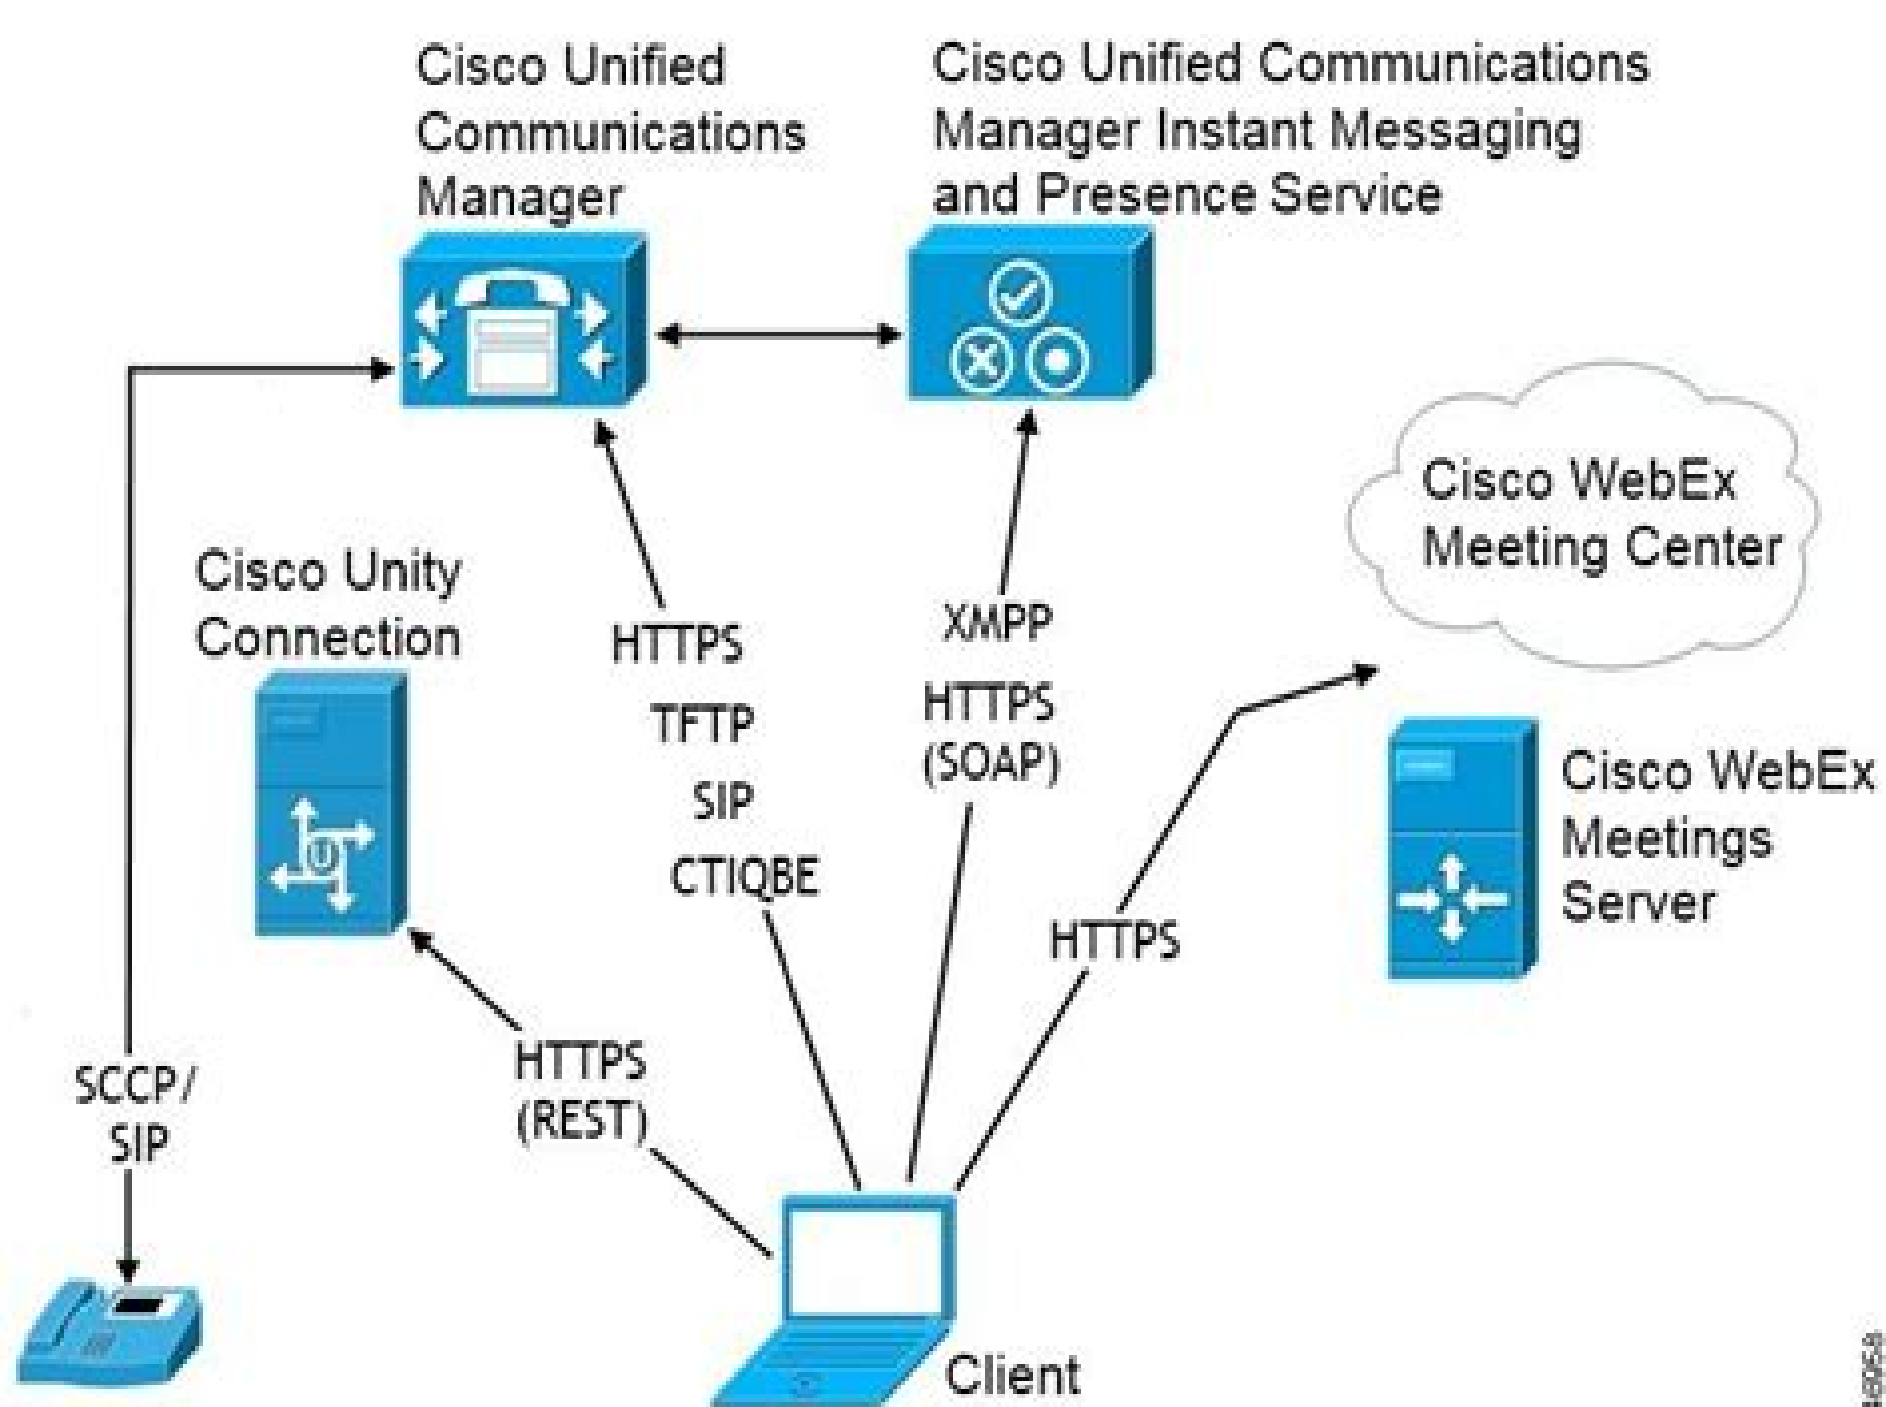 Cisco Unified
Communications
Manager
Cisco Unified Communications
Manager Instant Messaging
and Presence Service
Cisco WebEx
Meeting Center
Cisco Unity
Connection
HTTPS
TFTP
SIP
CTIQBE
XMPP
HTTPS
(SOAP)
Cisco WebEx
Meetings
Server
HTTPS
HTTPS
(REST)
SCCP/
SIP
Client